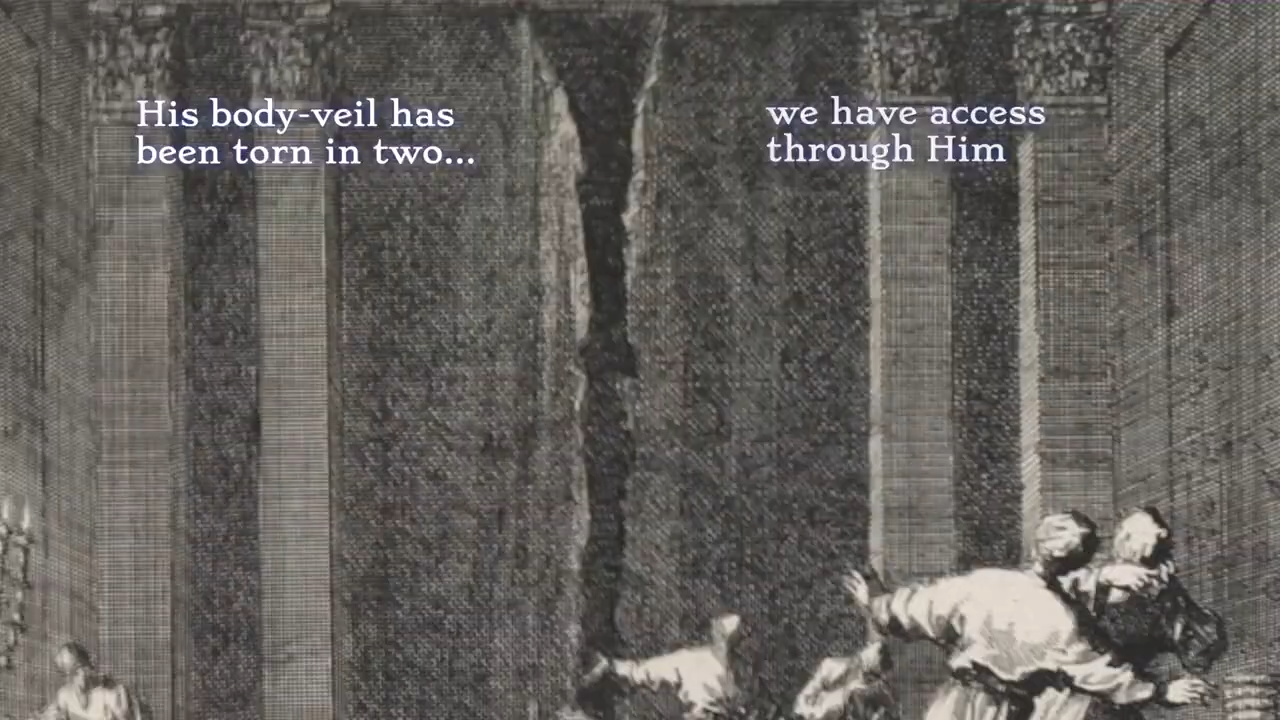 His body-veil has
been torn in two...
we have access
through Him